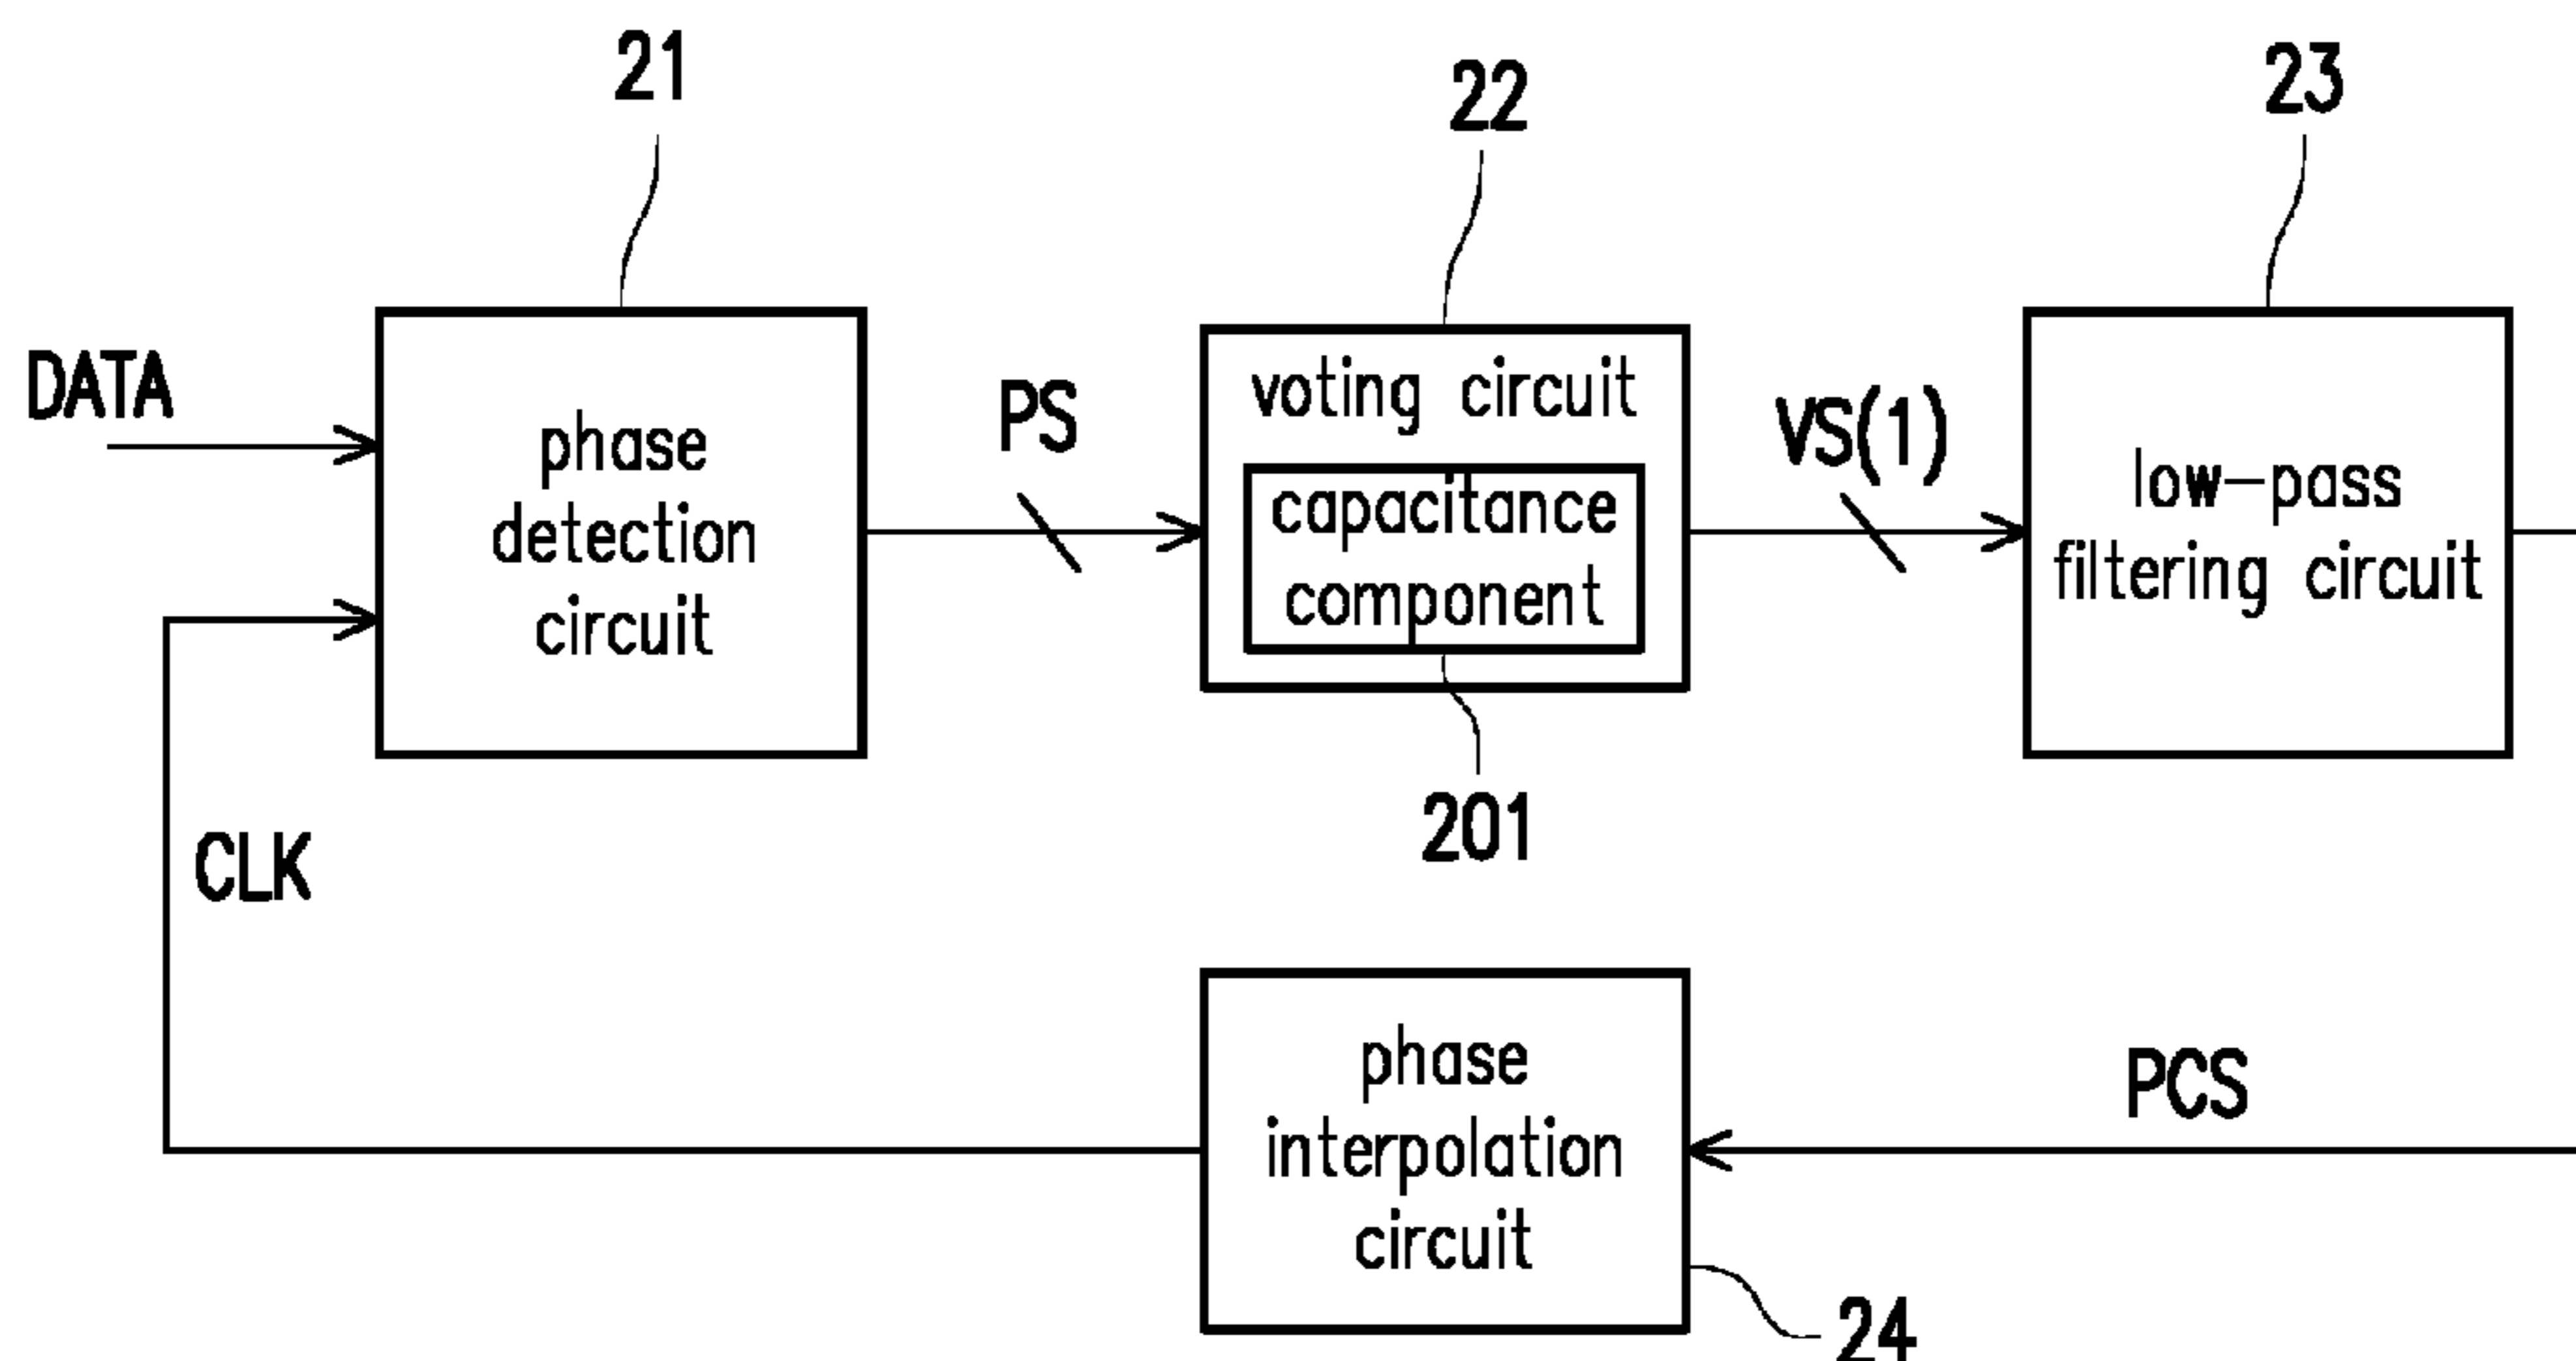 21
22
23
DATA
PS
VS(1)
phase
detection
circuit
voting circuit
capacitance
component
low-pass
filtering circuit
201
CLK
phase
interpolation
circuit
PCS
24